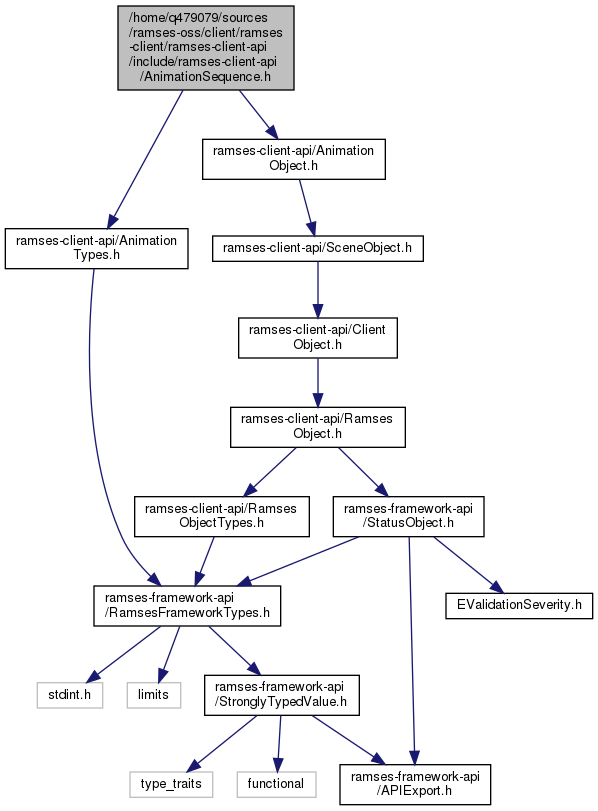 /home/q479079/sources
/ramses-oss/client/ramses
-client/ramses-client-api
/include/ramses-client-api
/AnimationSequence.h
ramses-client-api/Animation
Object.h
ramses-client-api/Animation
Types.h
ramses-client-api/SceneObject.h
ramses-client-api/Client
Object.h
ramses-client-api/Ramses
Object.h
ramses-client-api/Ramses
ObjectTypes.h
ramses-framework-api
/StatusObject.h
ramses-framework-api
/RamsesFrameworkTypes.h
EValidationSeverity.h
stdint.h
limits
ramses-framework-api
/StronglyTypedValue.h
type_traits
functional
ramses-framework-api
/APIExport.h